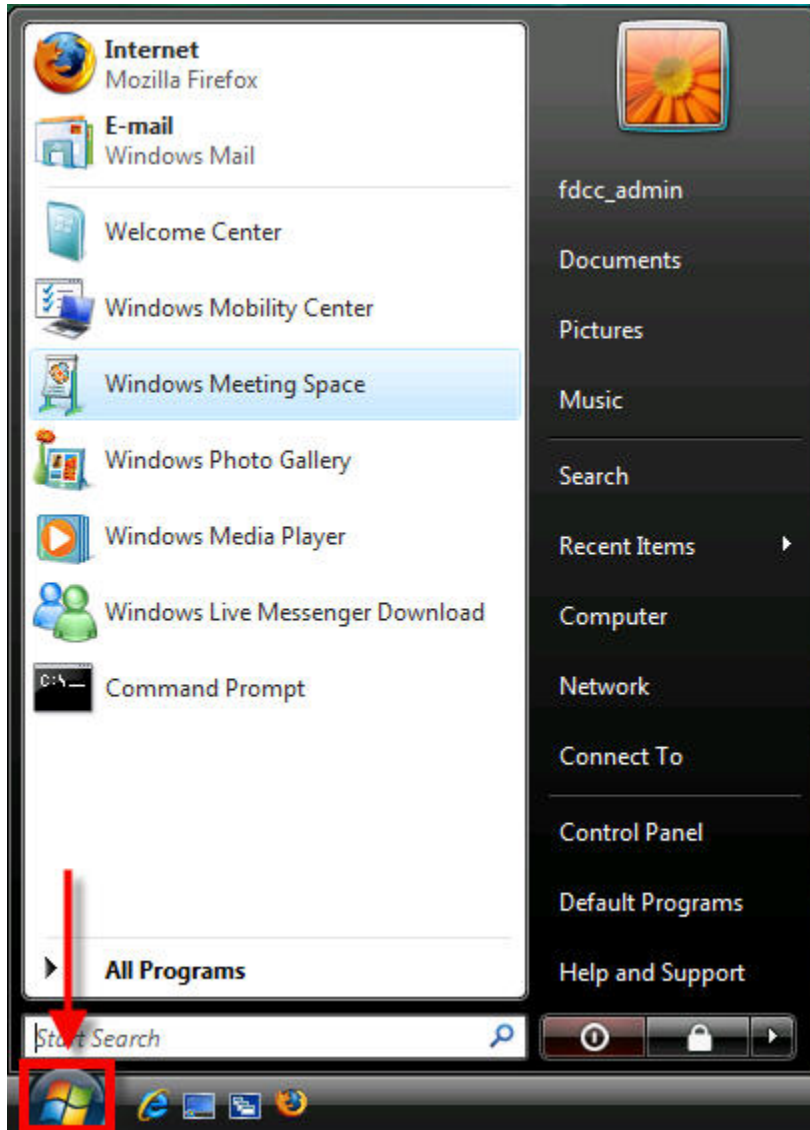 Internet
Mozilla Firefox
E-mail
Windows Mail
Welcome Center
Windows Mobility Center
Windows Meeting Space
Windows Photo Gallery
Windows Media Player
Windows Live Messenger Download
C:\
Command Prompt
All Programs
Start Search
fdcc_admin
Documents
Pictures
Music
Search
Recent Items
Computer
Network
Connect To
Control Panel
Default Programs
Help and Support